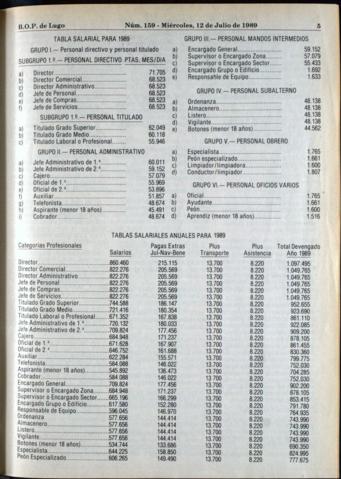 B.O.P. de Lugo
Núm. 159 - Miércoles, 12 de Julio de 1989
5
TABLA SALARIAL PARA 1989
GRUPO I.— Personal directivo y personal titulado
SUBGRUPO 1.º.— PERSONAL DIRECTIVO PTAS./MES/DIA
a) Director 71.705
b) Director Comercial 68.523
c) Director Administrativo 68.523
d) Jefe de Personal 68.523
e) Jefe de Compras 68.523
f) Jefe de Servicios 68.523
SUBGRUPO 1.º.— PERSONAL TITULADO
a) Titulado Grado Superior 62.049
b) Titulado Grado Medio 60.118
c) Titulado Laboral o Profesional 55.946
GRUPO II.— PERSONAL ADMINISTRATIVO
a) Jefe Administrativo de 1.ª 60.011
b) Jefe Administrativo de 2.ª 59.152
c) Cajero 57.079
d) Oficial de 1.ª 55.969
e) Oficial de 2.ª 53.896
f) Auxiliar 51.857
g) Telefonista 48.674
h) Aspirante (menor 18 años) 45.491
i) Cobrador 48.674
GRUPO III.— PERSONAL MANDOS INTERMEDIOS
a) Encargado General 59.152
b) Supervisor o Encargado Zona 57.079
c) Supervisor o Encargado Sector 55.433
d) Encargado Grupo o Edificio 1.692
e) Responsable de Equipo 1.633
GRUPO IV.— PERSONAL SUBALTERNO
a) Ordenanza 48.138
b) Almacenero 48.138
c) Listero 48.138
d) Vigilante 48.138
e) Botones (menor 18 años) 44.562
GRUPO V.— PERSONAL OBRERO
a) Especialista 1.765
b) Peón especializado 1.661
c) Limpiador/limpiadora 1.600
d) Conductor/limpiador 1.807
GRUPO VI.— PERSONAL OFICIOS VARIOS
a) Oficial 1.765
b) Ayudante 1.661
c) Peón 1.600
d) Aprendiz (menor 18 años) 1.516
TABLAS SALARIALES ANUALES PARA 1989
Categorías Profesionales Salarios Pagas Extras Jul-Nav-Bene Plus Transporte Plus Asistencia Total Devengado Año 1989
Director 860.460 215.115 13.700 8.220 1.097.495
Director Comercial 822.276 205.569 13.700 8.220 1.049.765
Director Administrativo 822.276 205.569 13.700 8.220 1.049.765
Jefe de Personal 822.276 205.569 13.700 8.220 1.049.765
Jefe de Compras 822.276 205.569 13.700 8.220 1.049.765
Jefe de Servicios 822.276 205.569 13.700 8.220 1.049.765
Titulado Grado Superior 744.588 186.147 13.700 8.220 952.655
Titulado Grado Medio 721.416 180.354 13.700 8.220 923.690
Titulado Laboral o Profesional 671.352 167.838 13.700 8.220 861.110
Jefe Administrativo de 1.ª 720.132 180.033 13.700 8.220 922.085
Jefe Administrativo de 2.ª 709.824 177.456 13.700 8.220 909.200
Cajero 684.948 171.237 13.700 8.220 878.105
Oficial de 1.ª 671.628 167.907 13.700 8.220 861.455
Oficial de 2.ª 646.752 161.688 13.700 8.220 830.360
Auxiliar 622.284 155.571 13.700 8.220 799.775
Telefonista 584.088 146.022 13.700 8.220 752.030
Aspirante (menor 18 años) 545.892 136.473 13.700 8.220 704.285
Cobrador 584.088 146.022 13.700 8.220 752.030
Encargado General 709.824 177.456 13.700 8.220
Supervisor o Encargado Zona 684.948 171.237 13.700 8.220 878.105
Supervisor o Encargado Sector 665.196 166.299 13.700 8.220 853.415
Encargado Grupo o Edificio 617.580 152.280 13.700 8.220 791.780
Responsable de Equipo 596.045 146.970 13.700 8.220 764.935
Ordenanza 577.656 144.414 13.700 8.220 743.990
Almacenero 577.656 144.414 13.700 8.220 743.990
Listero 577.656 144.414 13.700 8.220 743.990
Vigilante 577.656 144.414 13.700 8.220 743.990
Botones (menor 18 años) 534.744 133.686 13.700 8.220 690.350
Especialista 644.225 158.850 13.700 8.220 824.995
Peón Especializado 606.265 149.490 13.700 8.220 777.675